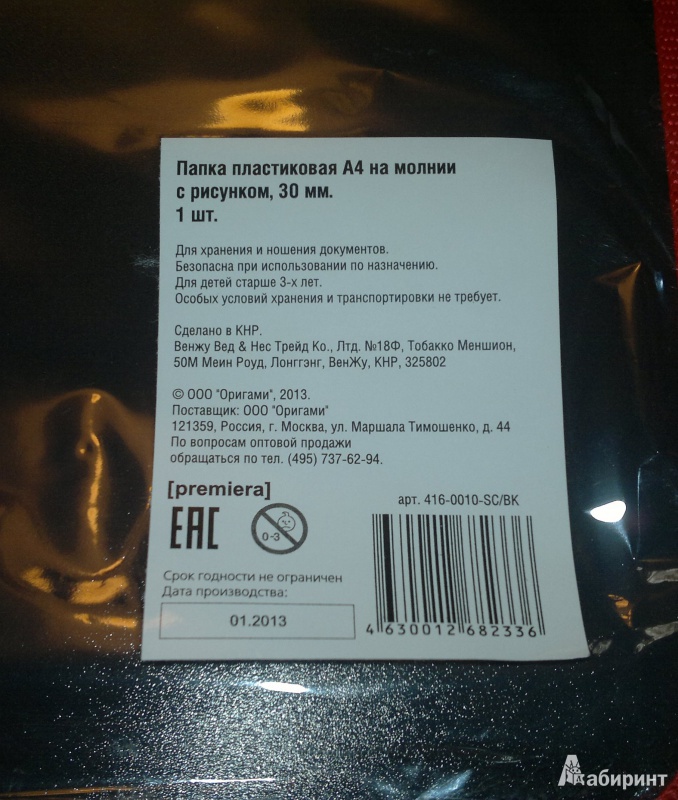 Папка пластиковая А4 на молнии
с рисунком, 30 мм.
1 шт.
Для хранения и ношения документов.
Безопасна при использовании по назначению.
Для детей старше 3-х лет.
Особых условий хранения и транспортировки не требует.
Сделано в КНР.
Венжу Вед & Нес Трейд Ко., Лтд. №18Ф, Тобакко Меншион,
50М Меин Роуд, Лонггэнг, ВенЖу, КНР, 325802
© ООО "Оригами", 2013.
Поставщик: ООО "Оригами"
121359, Россия, г. Москва, ул. Маршала Тимошенко, д. 44
По вопросам оптовой продажи
обращаться по тел. (495) 737-62-94.
[premiera]
арт. 416-0010-SC/BK
EAC
0-3
Срок годности не ограничен
Дата производства:
01.2013
4 630012 682336
Лабиринт